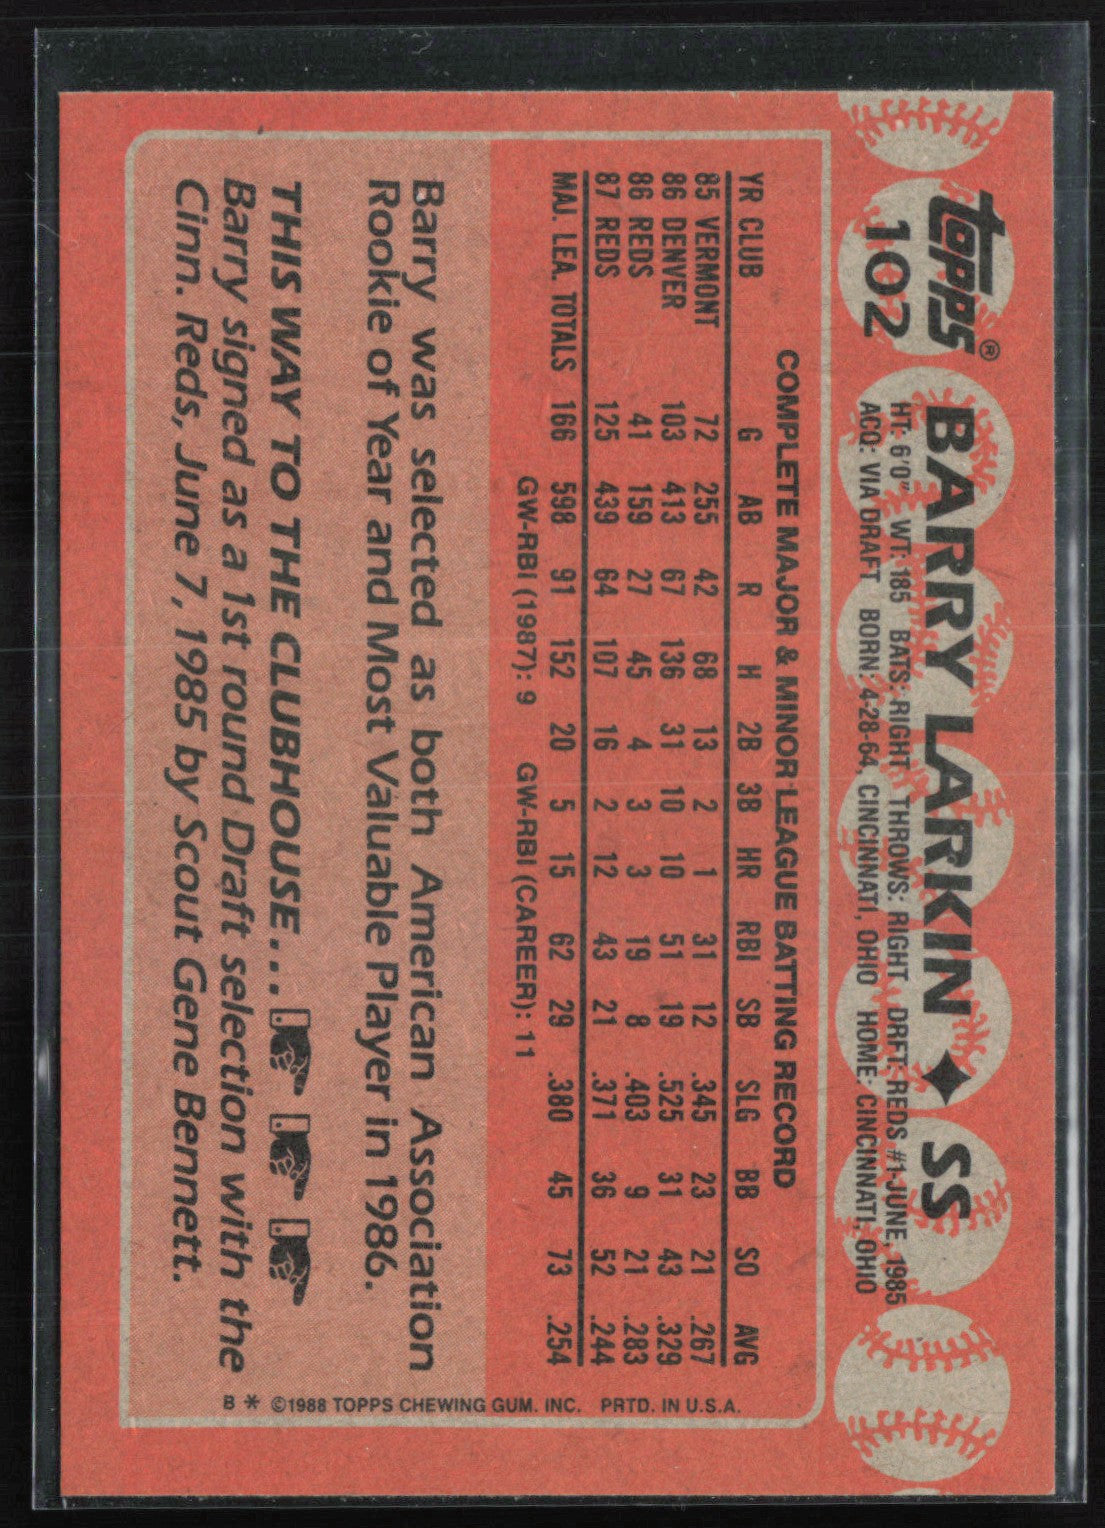 topps®
102
BARRY LARKIN ✦ SS
HT: 6'0" WT: 185 BATS: RIGHT THROWS: RIGHT DRFT: REDS #1-JUNE, 1985
ACQ: VIA DRAFT BORN: 4-28-64, CINCINNATI, OHIO HOME: CINCINNATI, OHIO
COMPLETE MAJOR & MINOR LEAGUE BATTING RECORD
YR CLUB G AB R H 2B 3B HR RBI SB SLG BB SO AVG
85 VERMONT 72 255 42 68 13 2 1 31 12 .345 23 21 .267
86 DENVER 103 413 67 136 31 10 10 51 19 .525 31 43 .329
86 REDS 41 159 27 45 4 3 3 19 8 .403 9 21 .283
87 REDS 125 439 64 107 16 2 12 43 21 .371 36 52 .244
MAJ. LEA. TOTALS 166 598 91 152 20 5 15 62 29 .380 45 73 .254
GW-RBI (1987): 9 GW-RBI (CAREER): 11
Barry was selected as both American Association
Rookie of Year and Most Valuable Player in 1986.
THIS WAY TO THE CLUBHOUSE...
Barry signed as a 1st round Draft selection with the
Cinn. Reds, June 7, 1985 by Scout Gene Bennett.
B * ©1988 TOPPS CHEWING GUM. INC. PRTD. IN U.S.A.